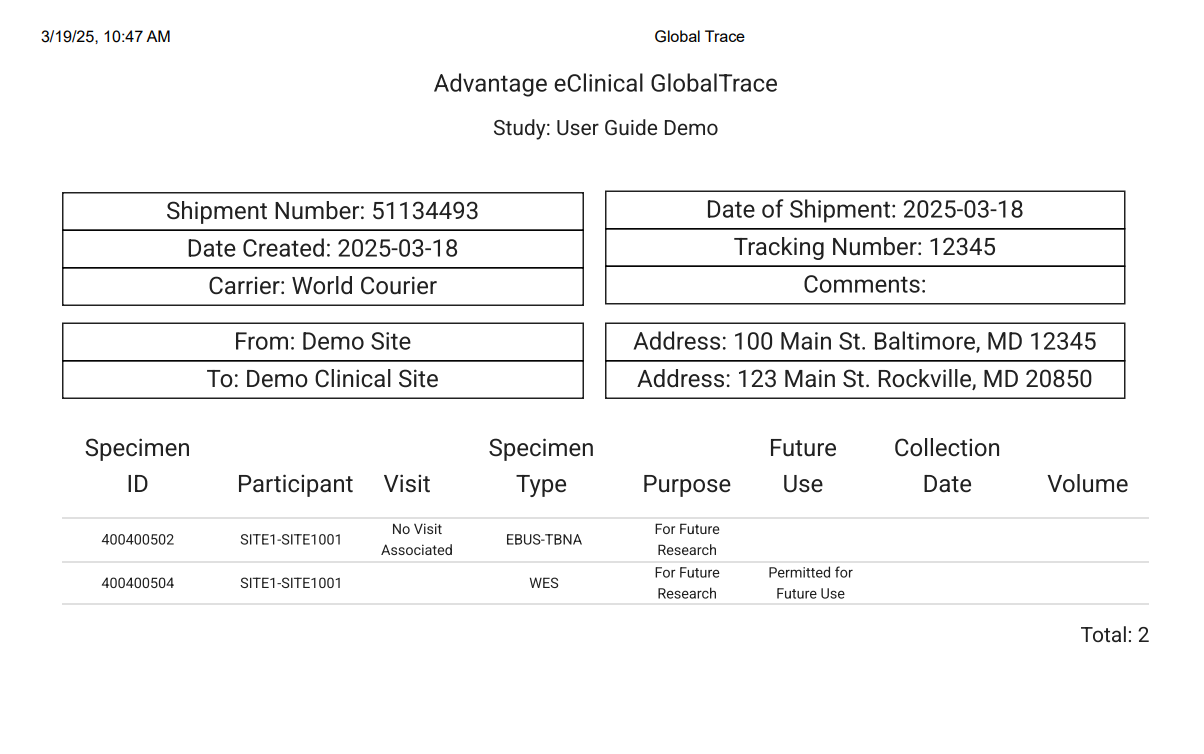 3/19/25, 10:47 AM Global Trace
Advantage eClinical GlobalTrace
Study: User Guide Demo
Shipment Number: 51134493
Date Created: 2025-03-18
Carrier: World Courier
Date of Shipment: 2025-03-18
Tracking Number: 12345
Comments:
From: Demo Site
To: Demo Clinical Site
Address: 100 Main St. Baltimore, MD 12345
Address: 123 Main St. Rockville, MD 20850
Specimen ID Participant Visit Specimen Type Purpose Future Use Collection Date Volume
400400502 SITE1-SITE1001 No Visit Associated EBUS-TBNA For Future Research
400400504 SITE1-SITE1001 WES For Future Research Permitted for Future Use
Total: 2